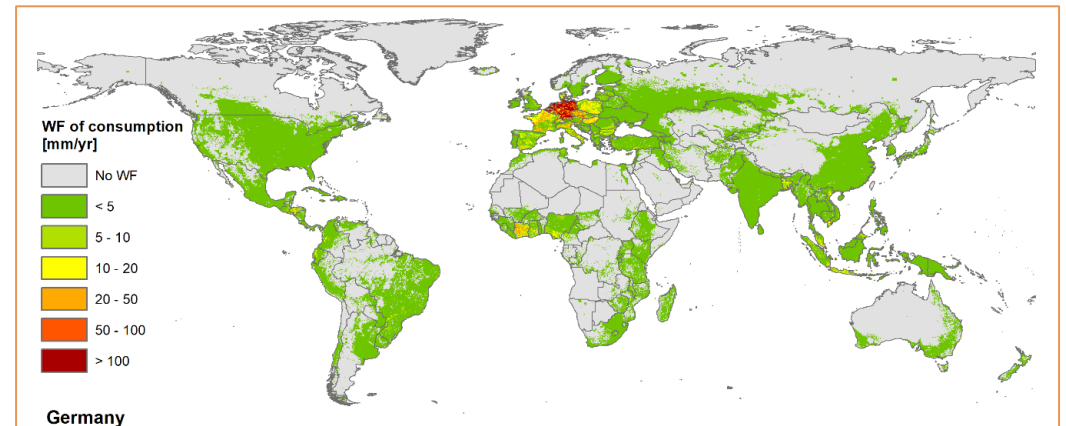 WF of consumption
[mm/yr]
No WF
< 5
5 - 10
10 - 20
20 - 50
50 - 100
> 100
Germany